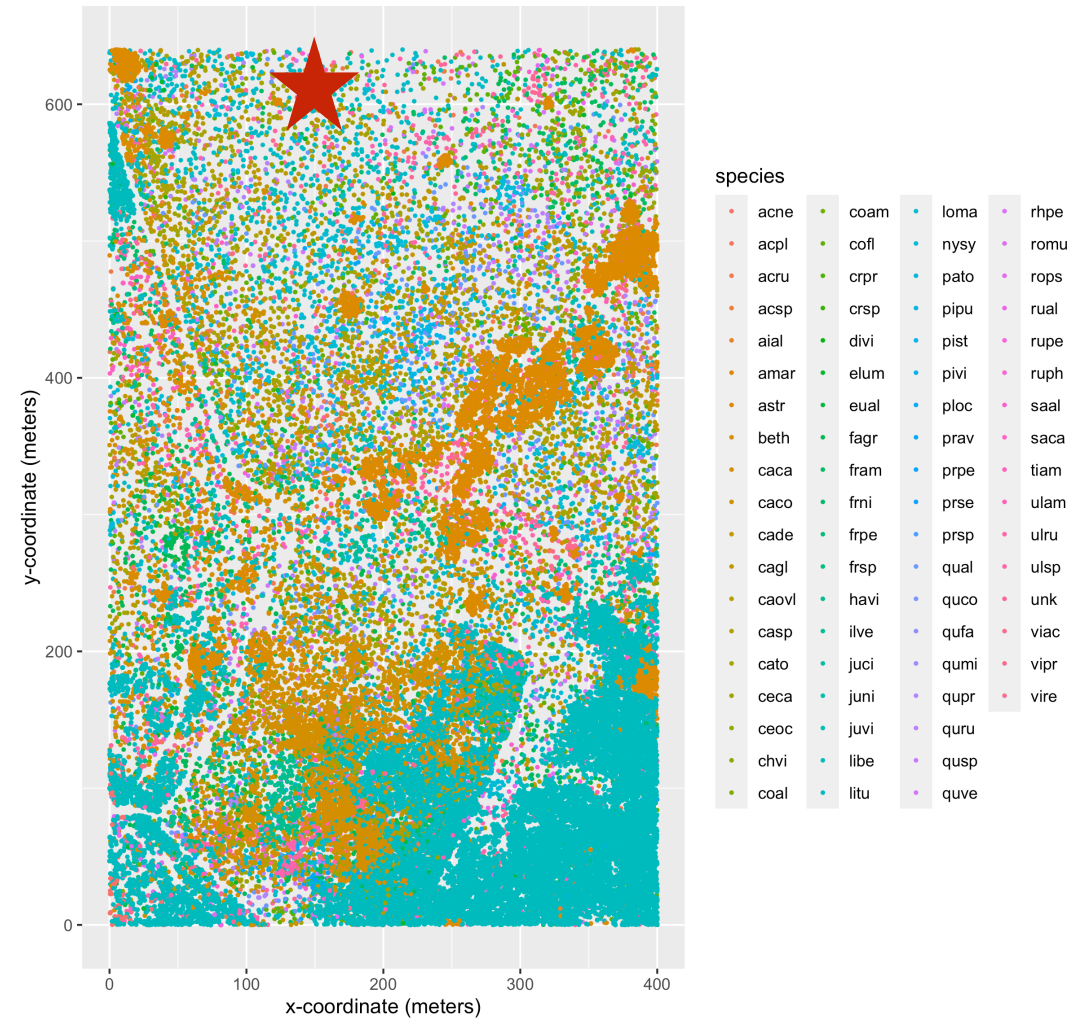 600
400
200
0
y-coordinate (meters)
0 100 200 300 400
x-coordinate (meters)
species
acne coam loma rhpe
acpl cofl nysy romu
acru crpr pato rops
acsp crsp pipu rual
aial divi pist rupe
amar elum pivi ruph
astr eual ploc saal
beth fagr prav saca
caca fram prpe tiam
caco frni prse ulam
cade frpe prsp ulru
cagl frsp qual ulsp
caovl havi quco unk
casp ilve qufa viac
cato juci qumi vipr
ceca juni qupr vire
ceoc juvi quru
chvi libe qusp
coal litu quve